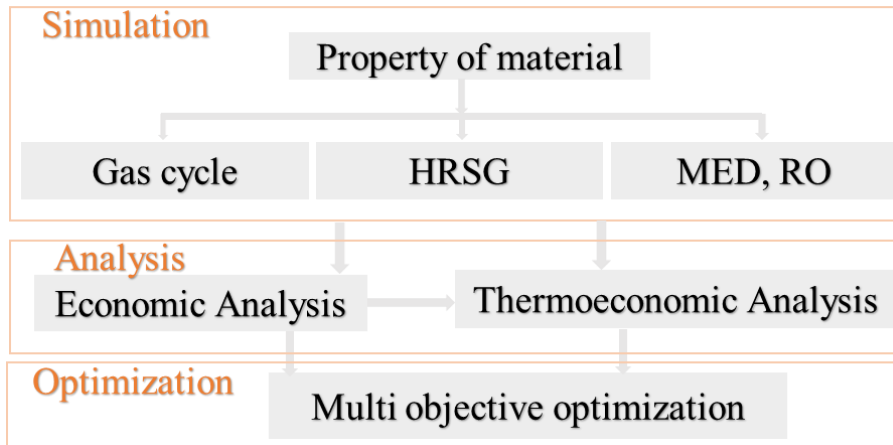 Simulation
Property of material
Gas cycle
HRSG
MED, RO
Analysis
Economic Analysis
Thermoeconomic Analysis
Optimization
Multi objective optimization